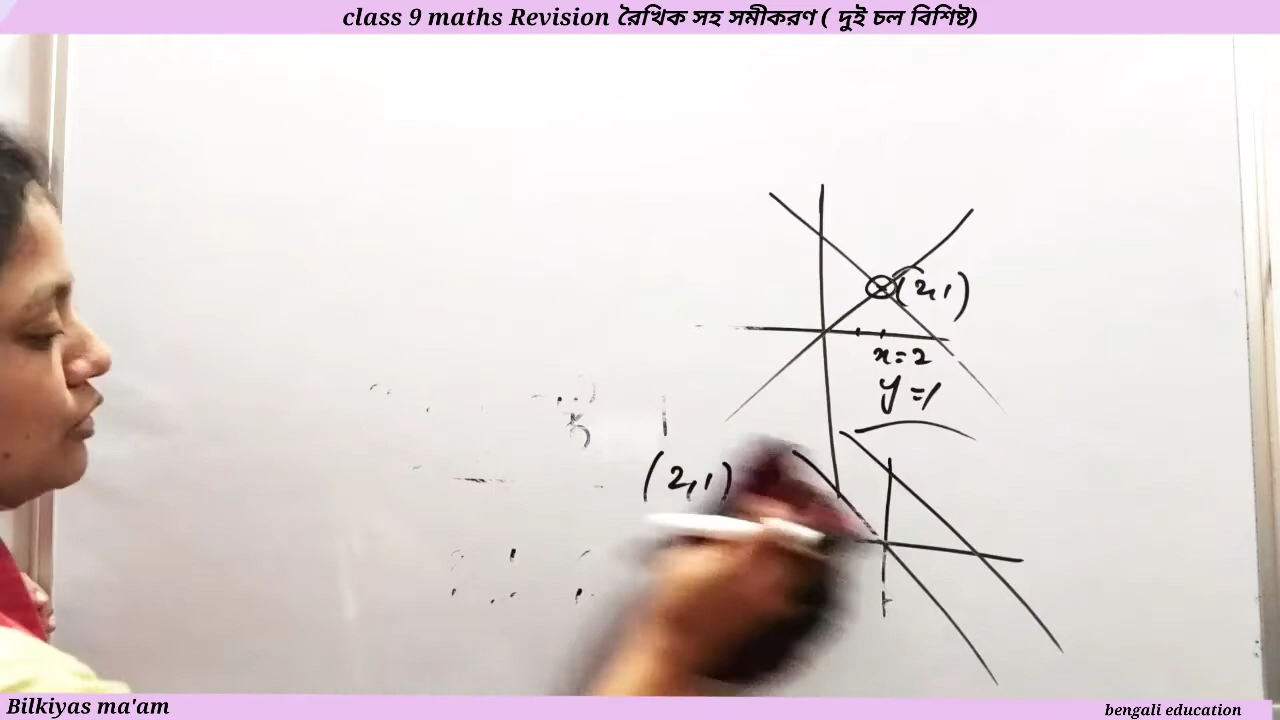 class 9 maths Revision রৈখিক সহ সমীকরণ ( দুই চল বিশিষ্ট)
(2,1)
x=2
y=1
(2,1)
Bilkiyas ma'am
bengali education